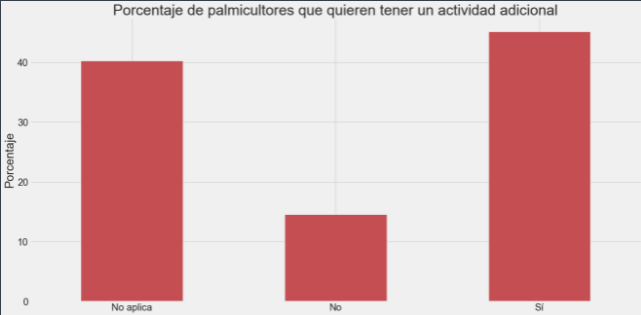 Porcentaje de palmicultores que quieren tener un actividad adicional
Porcentaje
40
30
20
10
0
No aplica
No
Sí